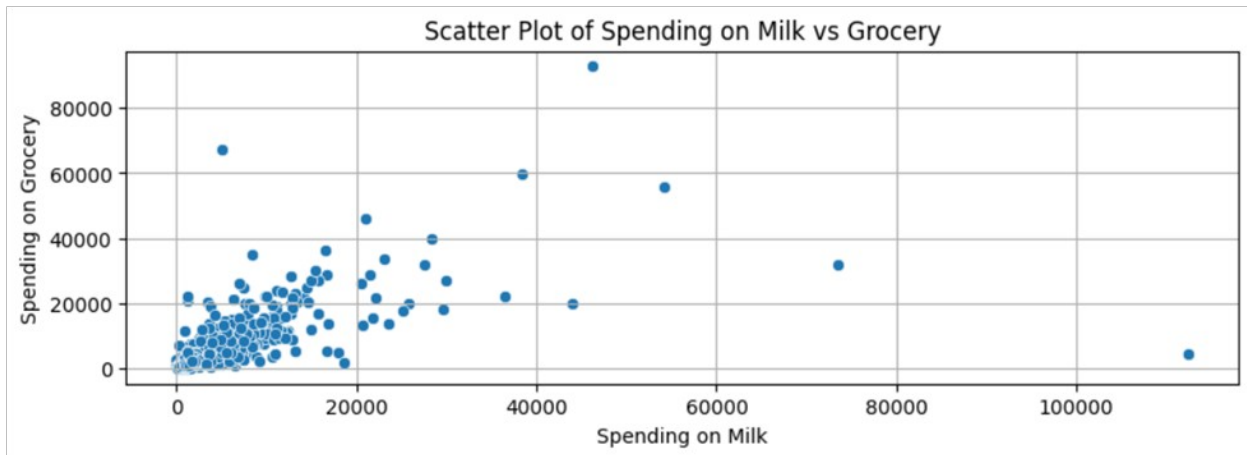 Scatter Plot of Spending on Milk vs Grocery
Spending on Grocery
80000
60000
40000
20000
0
0 20000 40000 60000 80000 100000
Spending on Milk